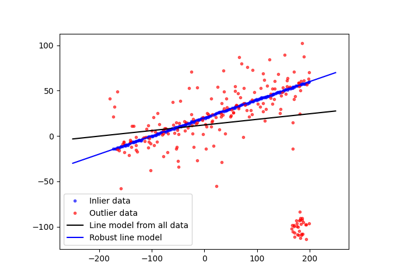 100
50
0
−50
−100
Inlier data
Outlier data
Line model from all data
Robust line model
−200
−100
0
100
200